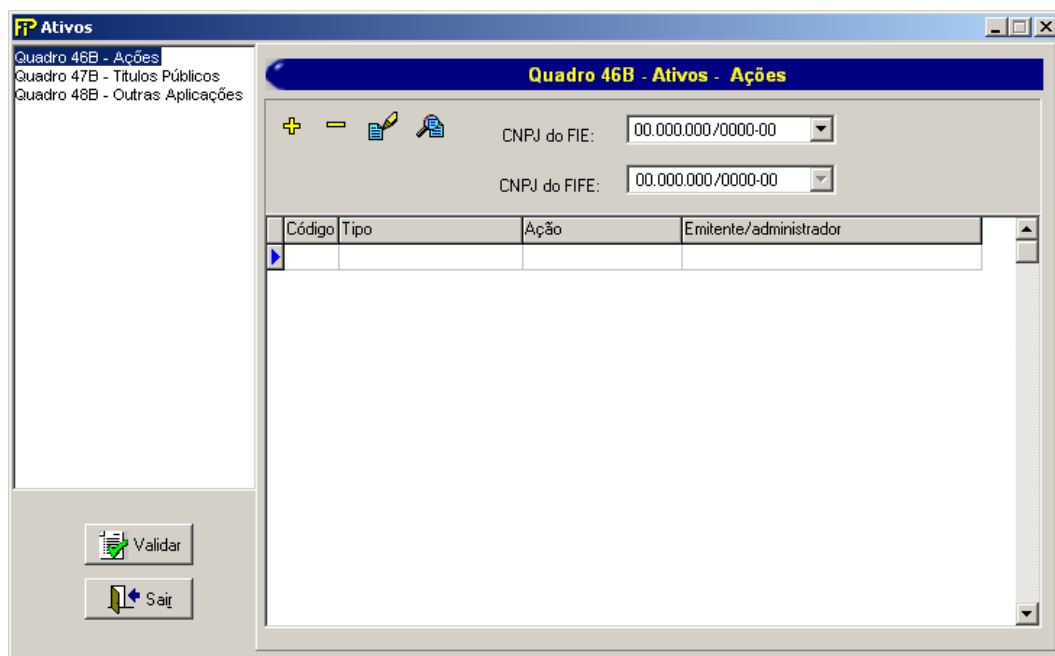 FiP Ativos
Quadro 46B - Ações
Quadro 47B - Titulos Públicos
Quadro 48B - Outras Aplicações
Quadro 46B - Ativos - Ações
CNPJ do FIE: 00.000.000/0000-00
CNPJ do FIFE: 00.000.000/0000-00
Código Tipo Ação Emitente/administrador
Validar
Sair